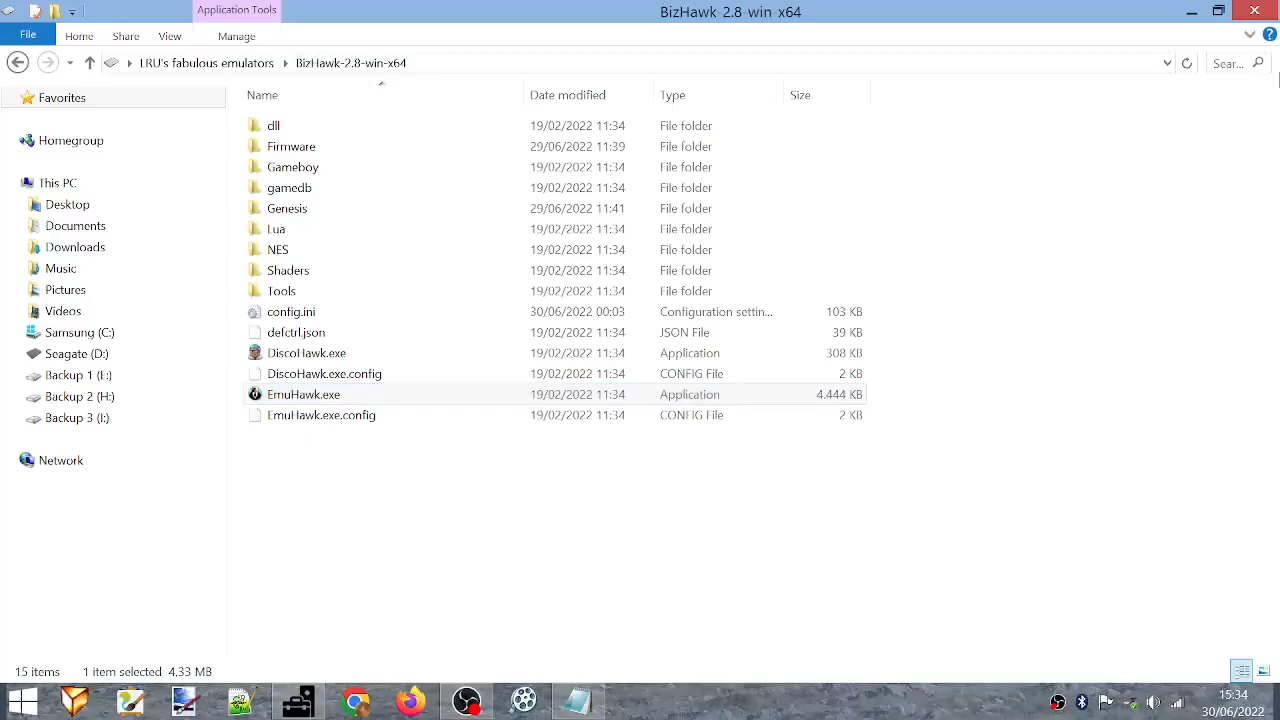 Application Tools
BizHawk-2.8-win-x64
File Home Share View Manage
LRU's fabulous emulators BizHawk-2.8-win-x64 Sear...
Favorites
Homegroup
This PC
Desktop
Documents
Downloads
Music
Pictures
Videos
Samsung (C:)
Seagate (D:)
Backup 1 (E:)
Backup 2 (H:)
Backup 3 (I:)
Network
Name Date modified Type Size
dll 19/02/2022 11:34 File folder
Firmware 29/06/2022 11:39 File folder
Gameboy 19/02/2022 11:34 File folder
gamedb 19/02/2022 11:34 File folder
Genesis 29/06/2022 11:41 File folder
Lua 19/02/2022 11:34 File folder
NES 19/02/2022 11:34 File folder
Shaders 19/02/2022 11:34 File folder
Tools 19/02/2022 11:34 File folder
config.ini 30/06/2022 00:03 Configuration settin... 103 KB
defctrl.json 19/02/2022 11:34 JSON File 39 KB
DiscoHawk.exe 19/02/2022 11:34 Application 308 KB
DiscoHawk.exe.config 19/02/2022 11:34 CONFIG File 2 KB
EmuHawk.exe 19/02/2022 11:34 Application 4.444 KB
EmuHawk.exe.config 19/02/2022 11:34 CONFIG File 2 KB
15 items 1 item selected 4,33 MB
15:34
30/06/2022